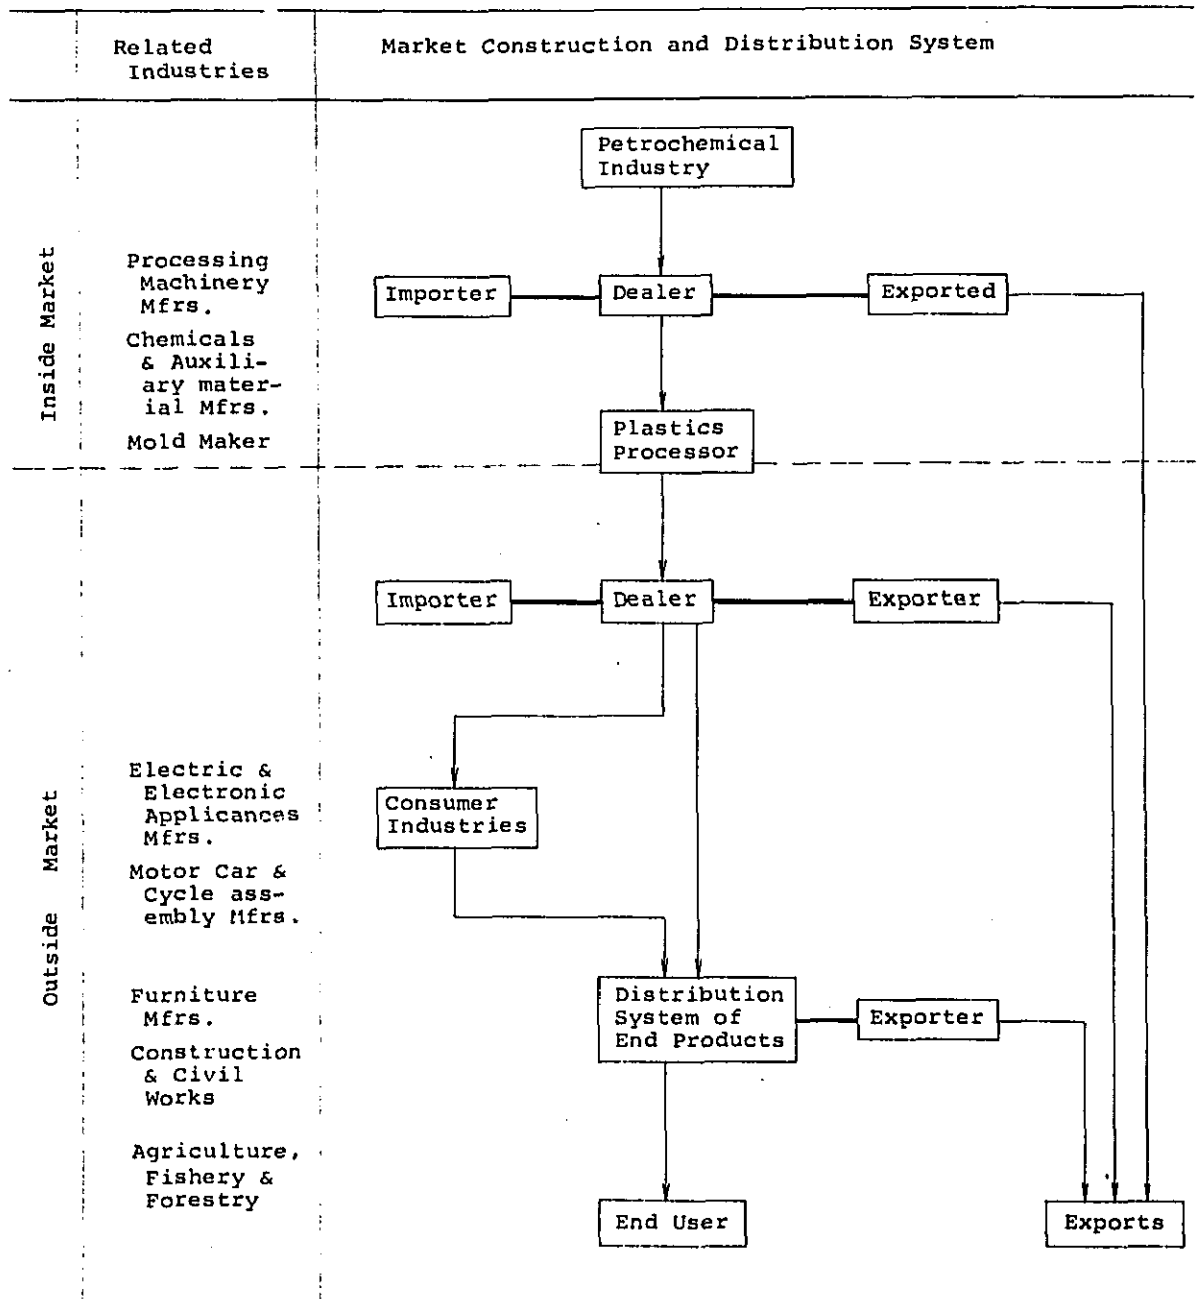 Related
Industries
Market Construction and Distribution System
Inside Market
Processing
Machinery
Mfrs.
Chemicals
& Auxili-
ary mater-
ial Mfrs.
Mold Maker
Petrochemical
Industry
Importer
Dealer
Exported
Plastics
Processor
Outside Market
Electric &
Electronic
Applicances
Mfrs.
Motor Car &
Cycle ass-
embly Mfrs.
Furniture
Mfrs.
Construction
& Civil
Works
Agriculture,
Fishery &
Forestry
Importer
Dealer
Exporter
Consumer
Industries
Distribution
System of
End Products
Exporter
End User
Exports